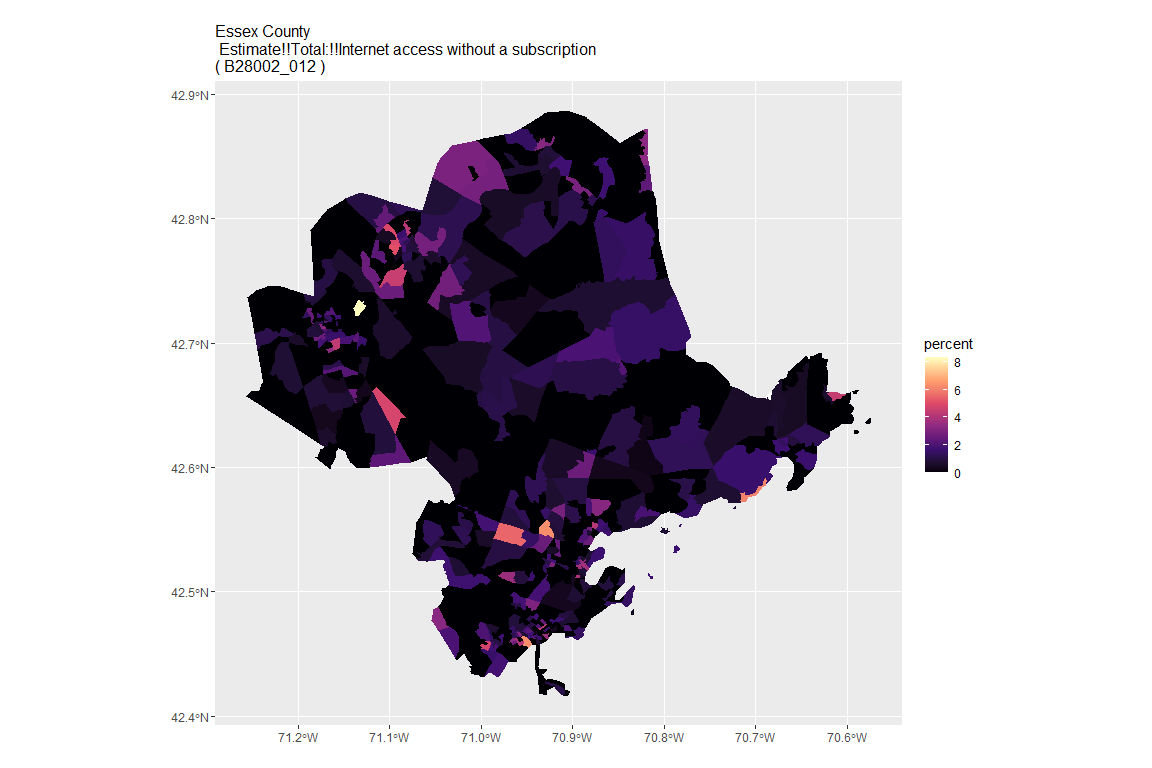 Essex County
Estimate!!Total:!!Internet access without a subscription
( B28002_012 )
42.9°N
42.8°N
42.7°N
42.6°N
42.5°N
42.4°N
71.2°W 71.1°W 71.0°W 70.9°W 70.8°W 70.7°W 70.6°W
percent
8
6
4
2
0